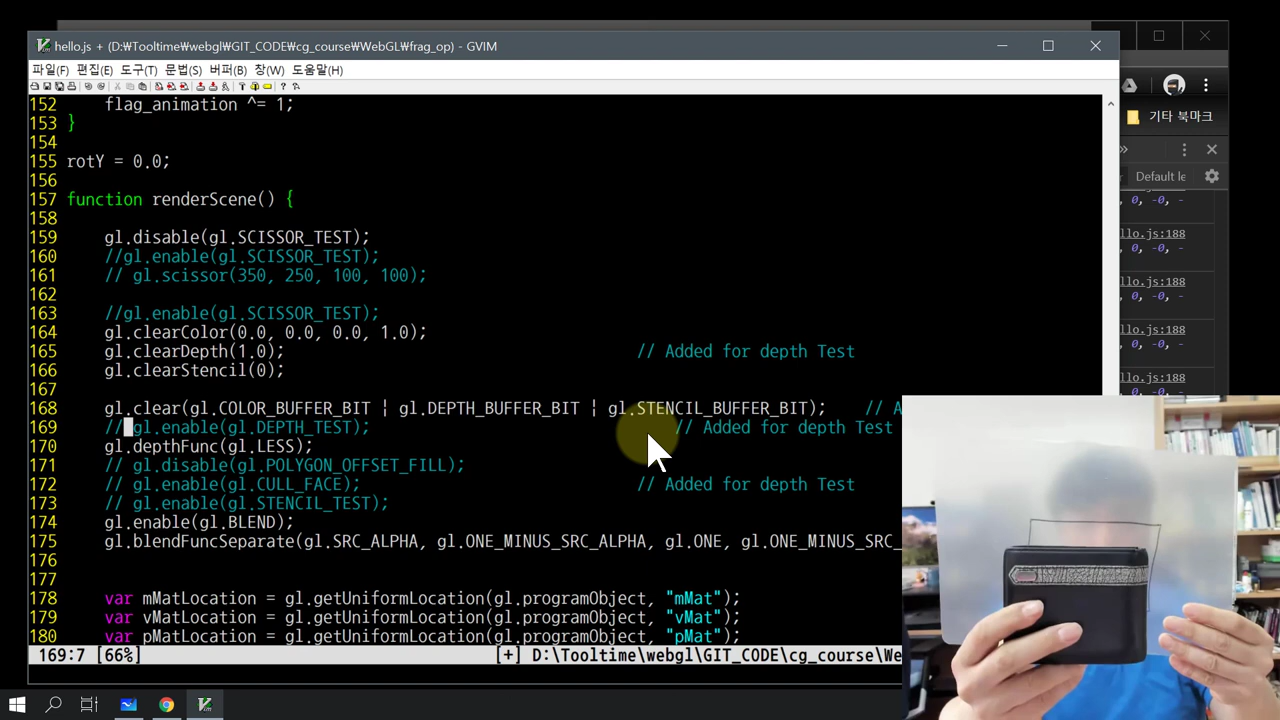 hello.js + (D:₩Tooltime₩webgl₩GIT_CODE₩cg_course₩WebGL₩frag_op) - GVIM
파일(F) 편집(E) 도구(T) 문법(S) 버퍼(B) 창(W) 도움말(H)
기타 북마크
Default le
152     flag_animation ^= 1;
153 }
154
155 rotY = 0.0;
156
157 function renderScene() {
158
159     gl.disable(gl.SCISSOR_TEST);
160     //gl.enable(gl.SCISSOR_TEST);
161     // gl.scissor(350, 250, 100, 100);
162
163     //gl.enable(gl.SCISSOR_TEST);
164     gl.clearColor(0.0, 0.0, 0.0, 1.0);
165     gl.clearDepth(1.0);                                     // Added for depth Test
166     gl.clearStencil(0);
167
168     gl.clear(gl.COLOR_BUFFER_BIT | gl.DEPTH_BUFFER_BIT | gl.STENCIL_BUFFER_BIT);    // A
169     // gl.enable(gl.DEPTH_TEST);                                // Added for depth Test
170     gl.depthFunc(gl.LESS);
171     // gl.disable(gl.POLYGON_OFFSET_FILL);
172     // gl.enable(gl.CULL_FACE);                             // Added for depth Test
173     // gl.enable(gl.STENCIL_TEST);
174     gl.enable(gl.BLEND);
175     gl.blendFuncSeparate(gl.SRC_ALPHA, gl.ONE_MINUS_SRC_ALPHA, gl.ONE, gl.ONE_MINUS_SRC_
176
177
178     var mMatLocation = gl.getUniformLocation(gl.programObject, "mMat");
179     var vMatLocation = gl.getUniformLocation(gl.programObject, "vMat");
180     var pMatLocation = gl.getUniformLocation(gl.programObject, "pMat");
169:7 [66%] [+] D:\Tooltime\webgl\GIT_CODE\cg_course\We
, 0, -0, -
llo.js:188
, 0, -0, -
llo.js:188
, 0, -0, -
llo.js:188
, 0, -0, -
llo.js:188